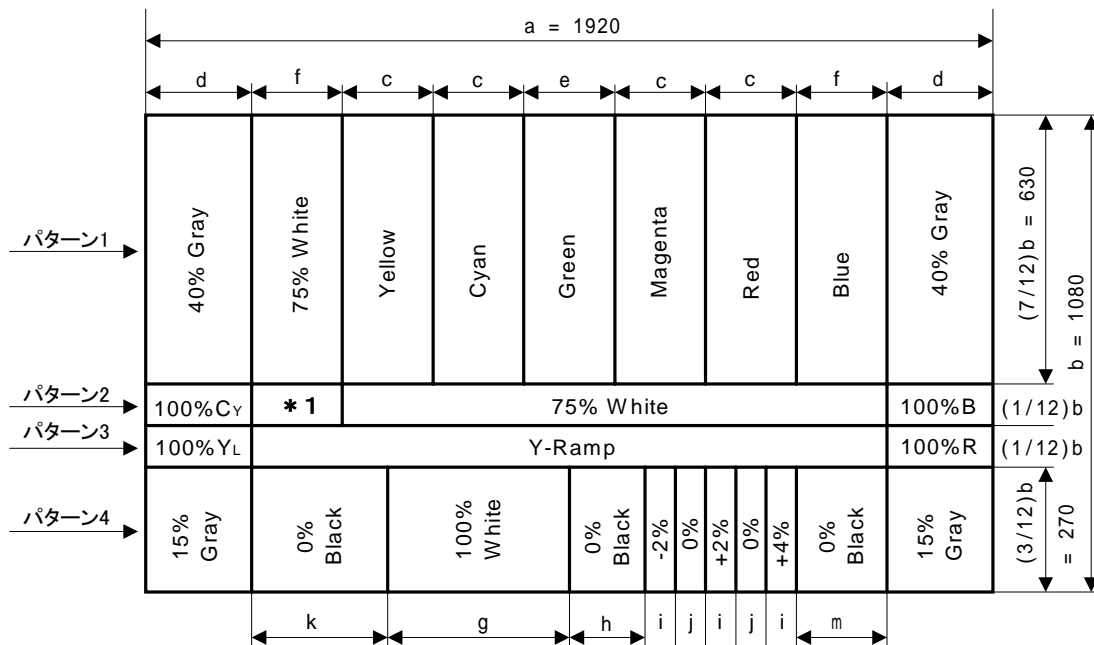 a = 1920
d f c c e c c f d
パターン1
40% Gray
75% White
Yellow
Cyan
Green
Magenta
Red
Blue
40% Gray
(7/12)b = 630
b = 1080
パターン2
100%CY
*1
75% White
100%B
(1/12)b
パターン3
100%YL
Y-Ramp
100%R
(1/12)b
パターン4
15%
Gray
0%
Black
100%
White
0%
Black
-2%
0%
+2%
0%
+4%
0%
Black
15%
Gray
(3/12)b
= 270
k g h i j i j i m